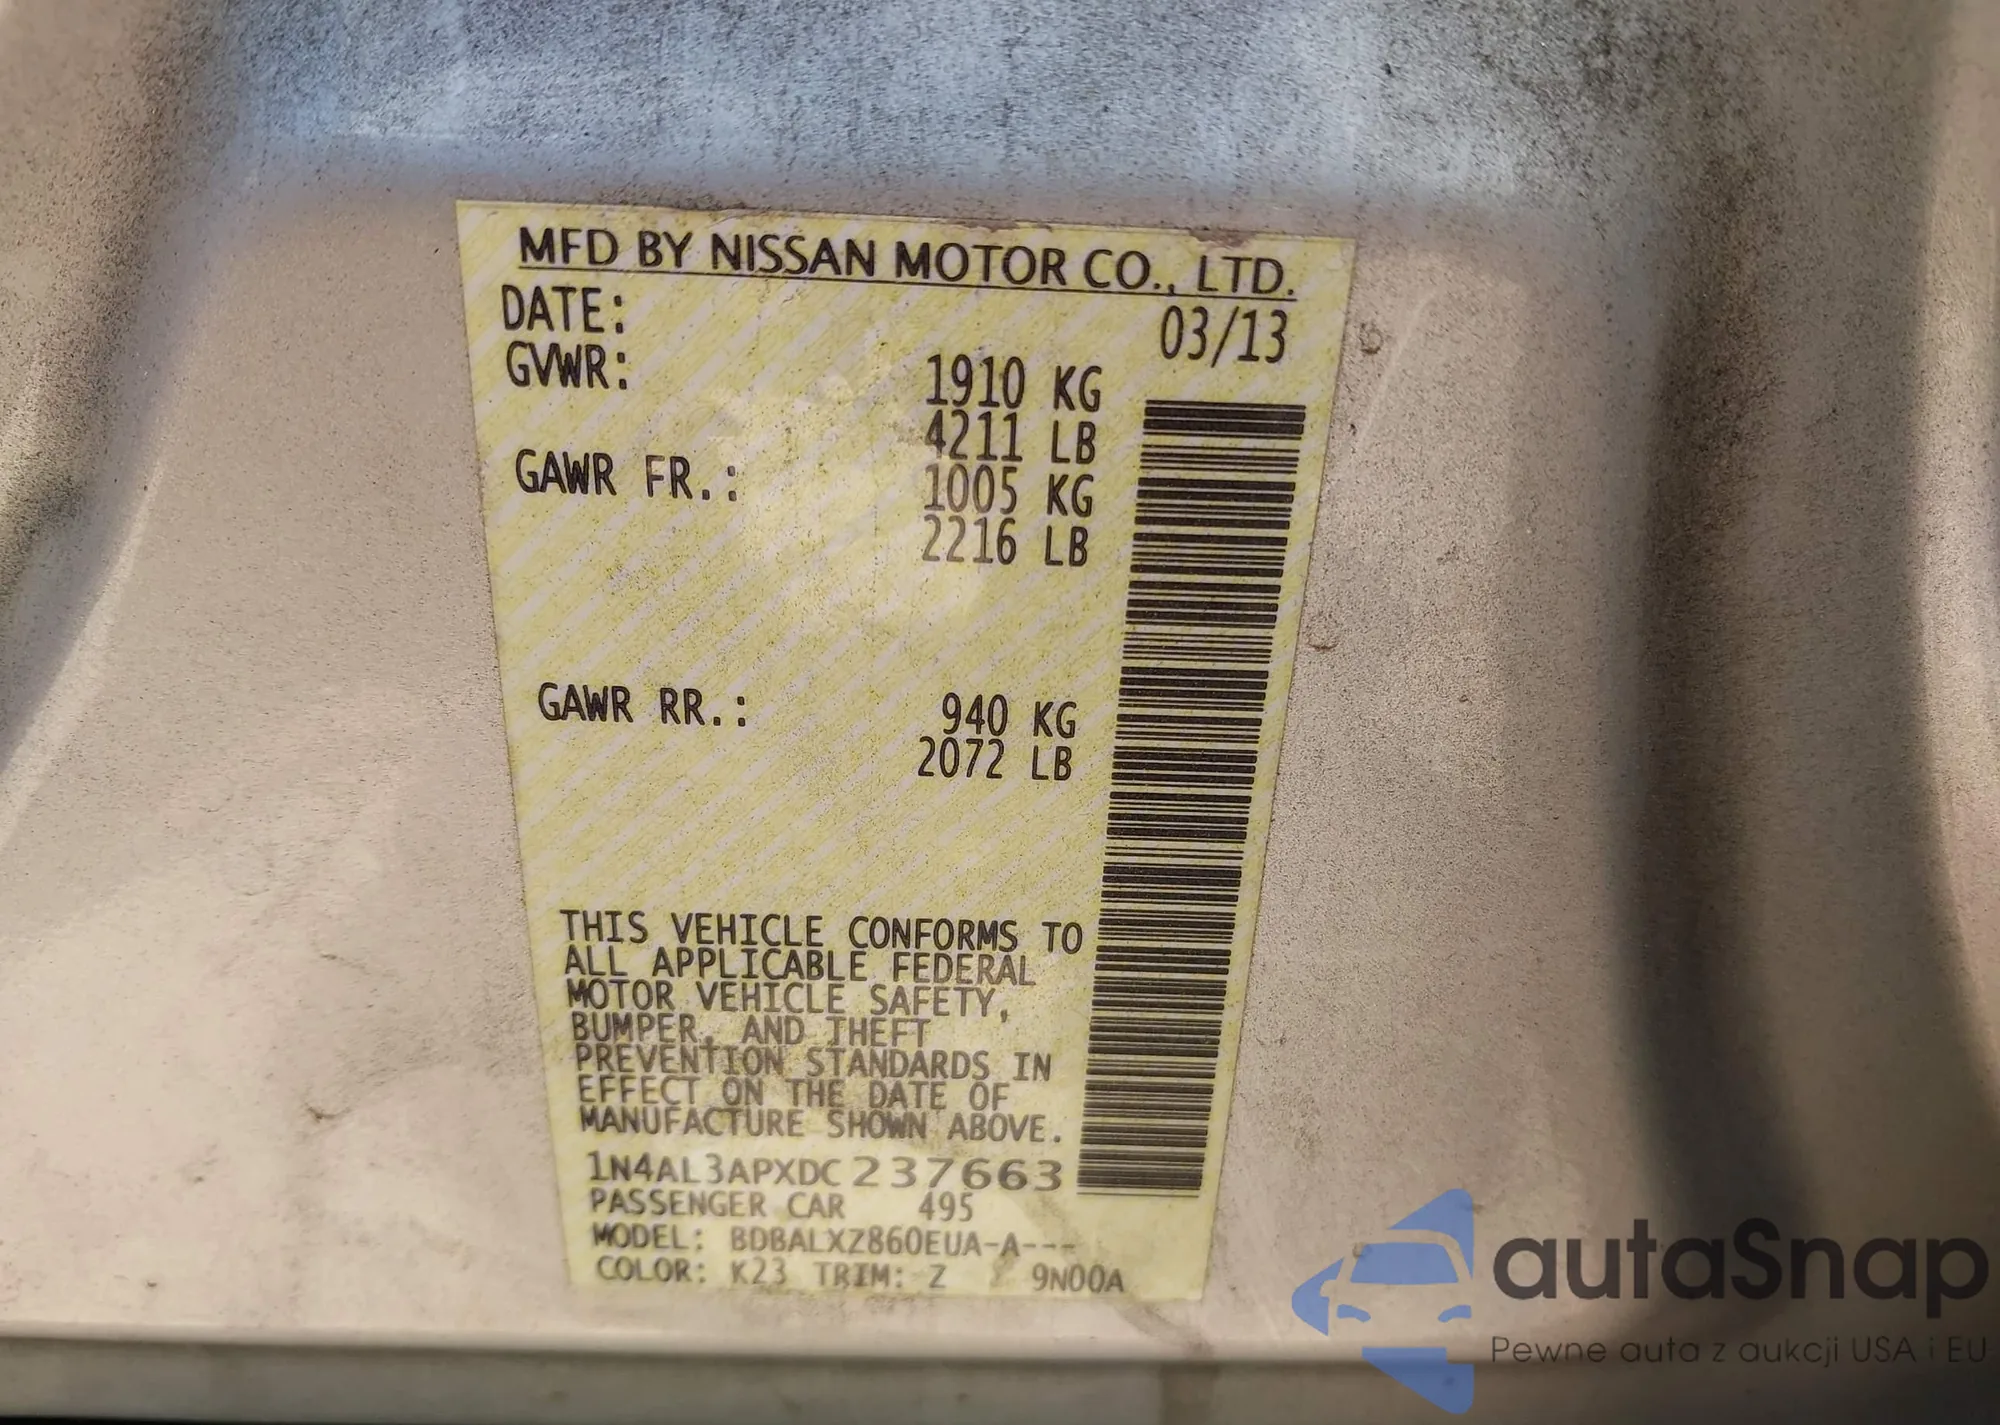 MFD BY NISSAN MOTOR CO., LTD.
DATE: 03/13
GVWR: 1910 KG
4211 LB
GAWR FR.: 1005 KG
2216 LB
GAWR RR.: 940 KG
2072 LB
THIS VEHICLE CONFORMS TO
ALL APPLICABLE FEDERAL
MOTOR VEHICLE SAFETY,
BUMPER, AND THEFT
PREVENTION STANDARDS IN
EFFECT ON THE DATE OF
MANUFACTURE SHOWN ABOVE.
1N4AL3APXDC237663
PASSENGER CAR 495
MODEL: BDBALXZ860EUA-A---
COLOR: K23 TRIM: Z 9N00A
autaSnap
Pewne auta z aukcji USA i EU